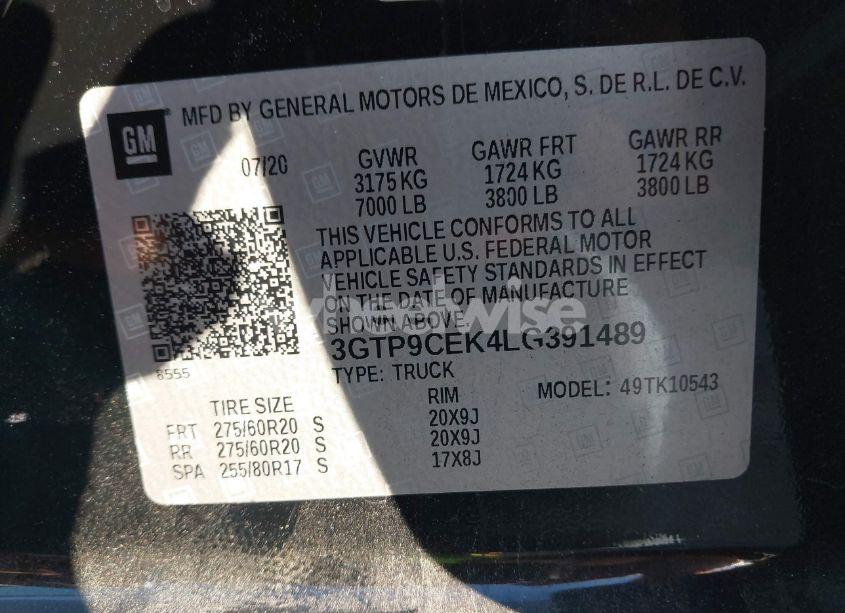 GM
MFD BY GENERAL MOTORS DE MEXICO, S. DE R.L. DE C.V.
07/20 GVWR GAWR FRT GAWR RR
3175 KG 1724 KG 1724 KG
7000 LB 3800 LB 3800 LB
THIS VEHICLE CONFORMS TO ALL
APPLICABLE U.S. FEDERAL MOTOR
VEHICLE SAFETY STANDARDS IN EFFECT
ON THE DATE OF MANUFACTURE
SHOWN ABOVE.
3GTP9CEK4LG391489
8555
TYPE: TRUCK
MODEL: 49TK10543
TIRE SIZE RIM
FRT 275/60R20 S 20X9J
RR 275/60R20 S 20X9J
SPA 255/80R17 S 17X8J